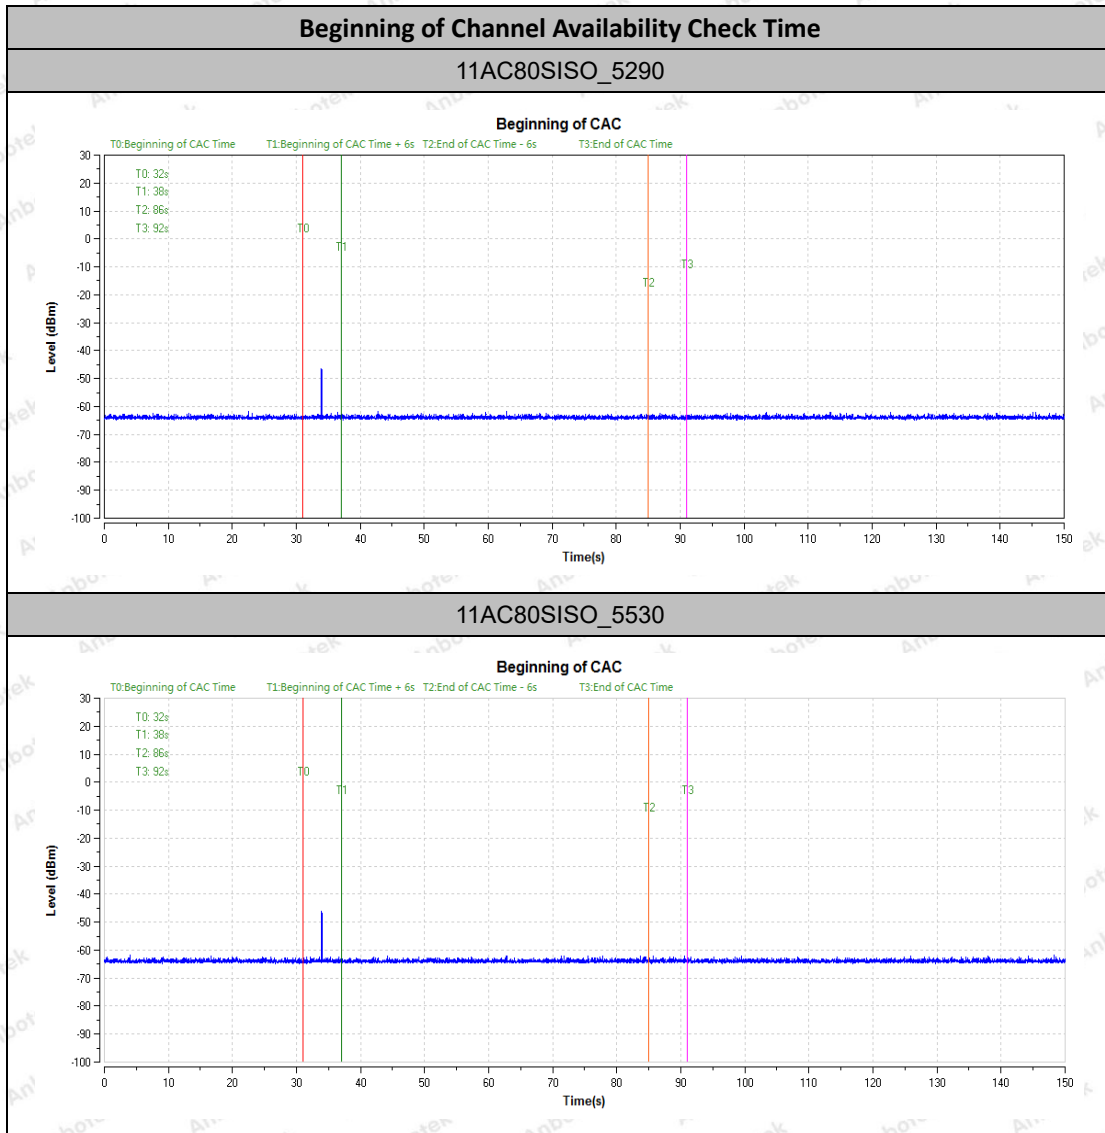 Beginning of Channel Availability Check Time
11AC80SISO_5290
Beginning of CAC
T0:Beginning of CAC Time T1:Beginning of CAC Time + 6s T2:End of CAC Time - 6s T3:End of CAC Time
T0: 32s
T1: 38s
T2: 86s
T3: 92s
T0
T1
T2
T3
30
20
10
0
-10
-20
-30
-40
-50
-60
-70
-80
-90
-100
Level (dBm)
0 10 20 30 40 50 60 70 80 90 100 110 120 130 140 150
Time(s)
11AC80SISO_5530
Beginning of CAC
T0:Beginning of CAC Time T1:Beginning of CAC Time + 6s T2:End of CAC Time - 6s T3:End of CAC Time
T0: 32s
T1: 38s
T2: 86s
T3: 92s
T0
T1
T2
T3
30
20
10
0
-10
-20
-30
-40
-50
-60
-70
-80
-90
-100
Level (dBm)
0 10 20 30 40 50 60 70 80 90 100 110 120 130 140 150
Time(s)